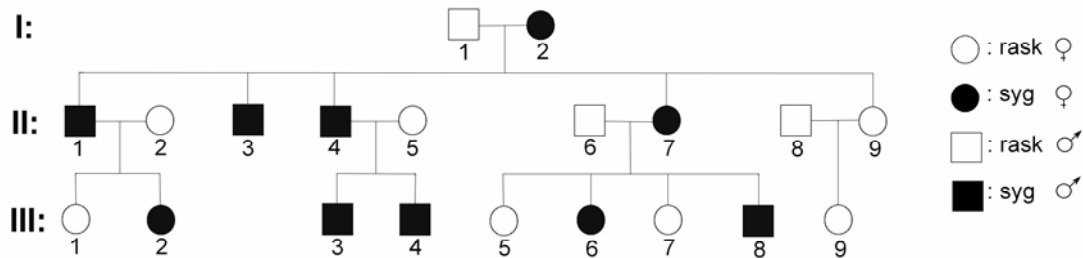 I:
1 2
: rask ♀
: syg ♀
II:
1 2 3 4 5 6 7 8 9
: rask ♂
: syg ♂
III:
1 2 3 4 5 6 7 8 9